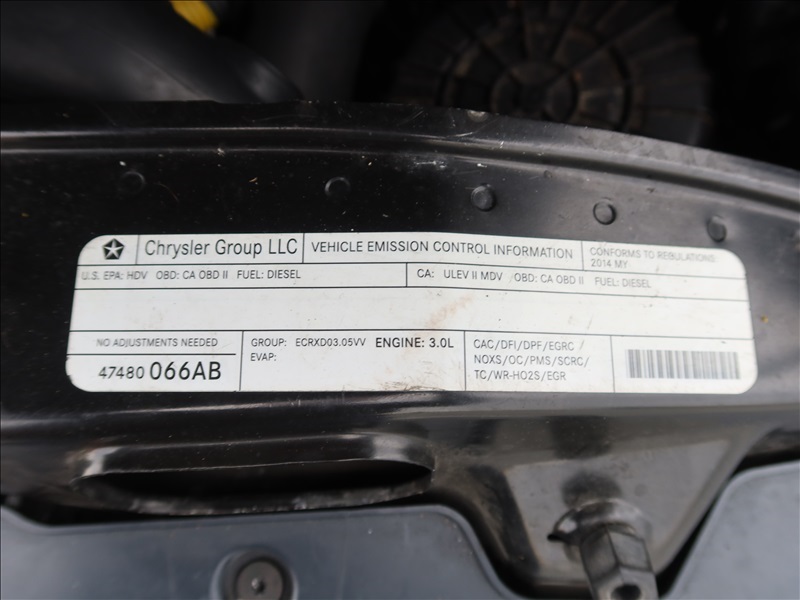 Chrysler Group LLC
VEHICLE EMISSION CONTROL INFORMATION
CONFORMS TO REGULATIONS:
2014 MY
U.S. EPA: HDV OBD: CA OBD II FUEL: DIESEL
CA: ULEV II MDV OBD: CA OBD II FUEL: DIESEL
NO ADJUSTMENTS NEEDED
47480 066AB
GROUP: ECRXD03.05VV ENGINE: 3.0L
EVAP:
CAC/DFI/DPF/EGRC/
NOXS/OC/PMS/SCRC/
TC/WR-HO2S/EGR